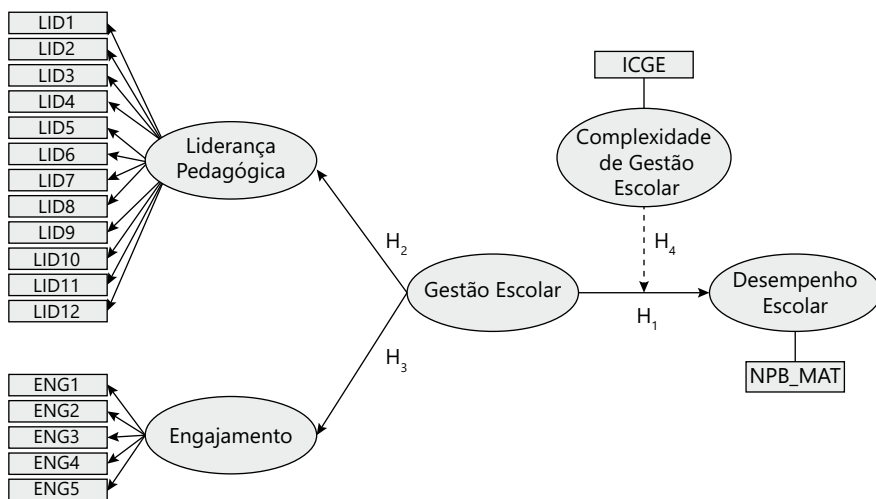 LID1
LID2
LID3
LID4
LID5
LID6
LID7
LID8
LID9
LID10
LID11
LID12
Liderança
Pedagógica
ICGE
Complexidade
de Gestão
Escolar
H₂
H₄
Gestão Escolar
Desempenho
Escolar
H₁
H₃
NPB_MAT
ENG1
ENG2
ENG3
ENG4
ENG5
Engajamento